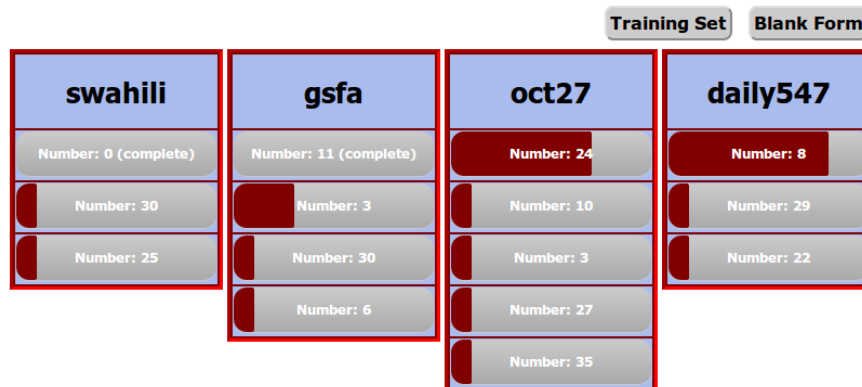 Training Set
Blank Form
swahili
Number: 0 (complete)
Number: 30
Number: 25
gsfa
Number: 11 (complete)
Number: 3
Number: 30
Number: 6
oct27
Number: 24
Number: 10
Number: 3
Number: 27
Number: 35
daily547
Number: 8
Number: 29
Number: 22